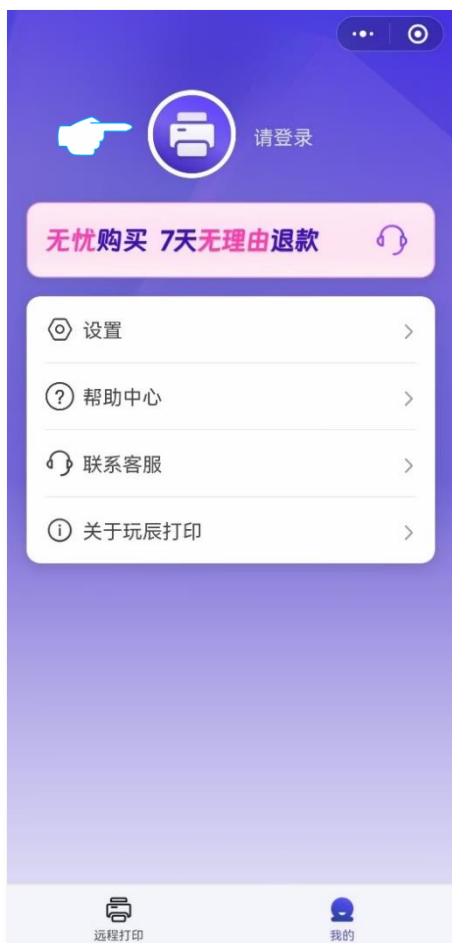 请登录
无忧购买 7天无理由退款
设置
帮助中心
联系客服
关于玩辰打印
远程打印
我的